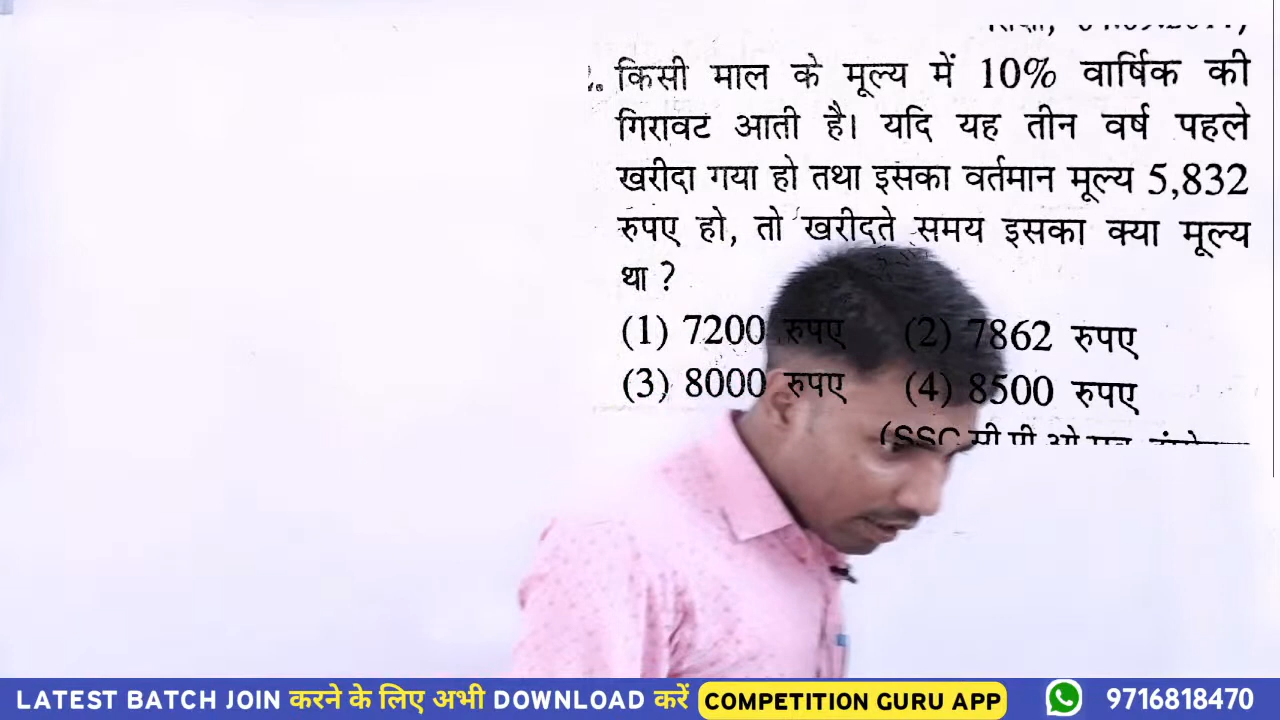 किसी माल के मूल्य में 10% वार्षिक की
गिरावट आती है। यदि यह तीन वर्ष पहले
खरीदा गया हो तथा इसका वर्तमान मूल्य 5,832
रुपए हो, तो खरीदते समय इसका क्या मूल्य
था ?
(1) 7200 रुपए (2) 7862 रुपए
(3) 8000 रुपए (4) 8500 रुपए
(SSC सी.पी.ओ.
LATEST BATCH JOIN करने के लिए अभी DOWNLOAD करें COMPETITION GURU APP 9716818470